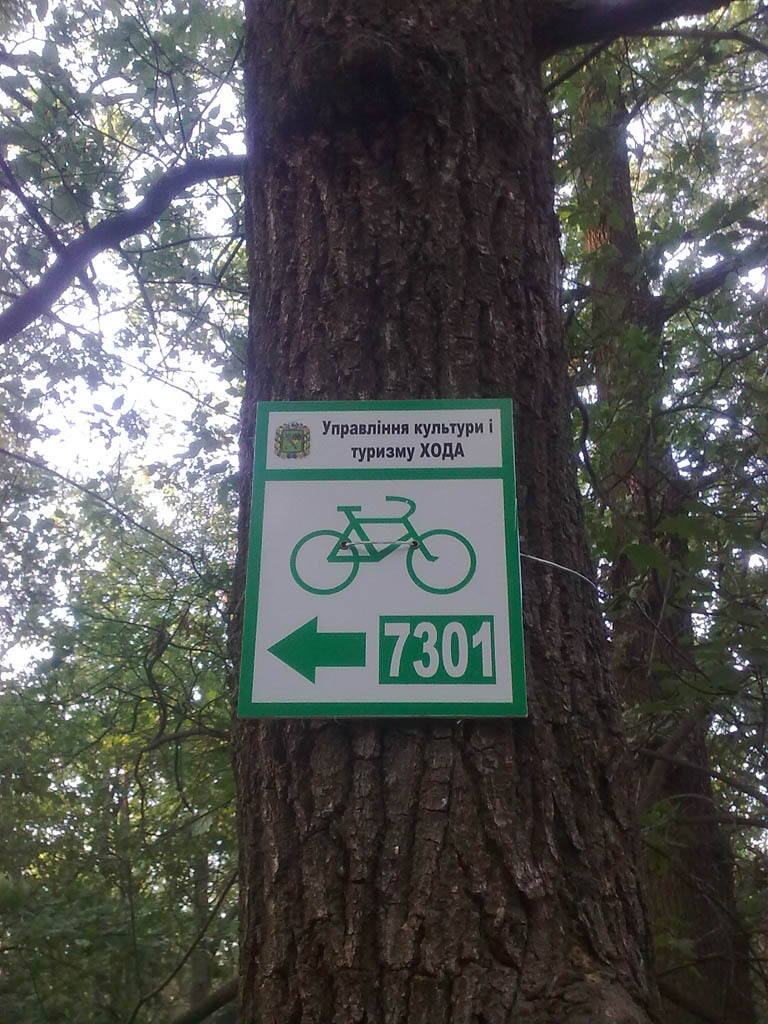 Управління культури і
туризму ХОДА
7301